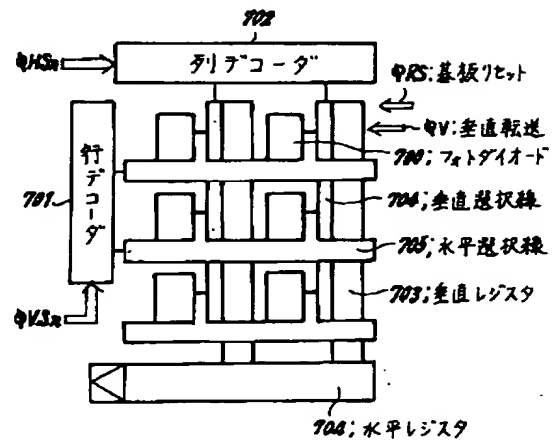 702
φHSn
列デコーダ
φRS:基板リセット
φV:垂直転送
700:フォトダイオード
行デコーダ
701
704;垂直選択線
705;水平選択線
703;垂直レジスタ
φVSn
704;水平レジスタ